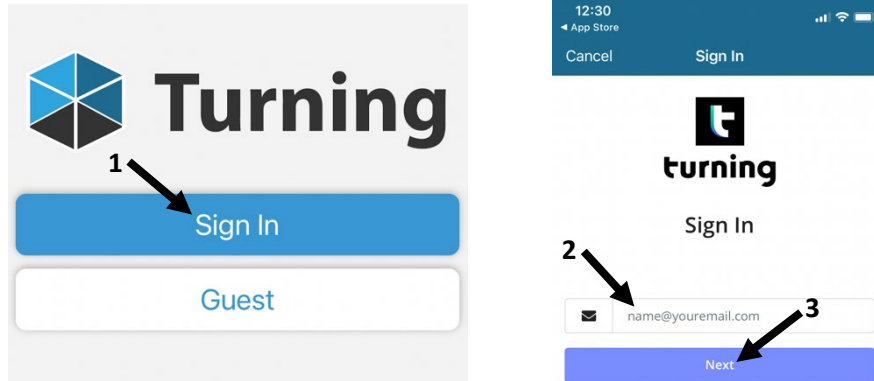 Turning
1
Sign In
Guest
12:30
App Store
Cancel Sign In
turning
Sign In
2
name@youremail.com
3
Next